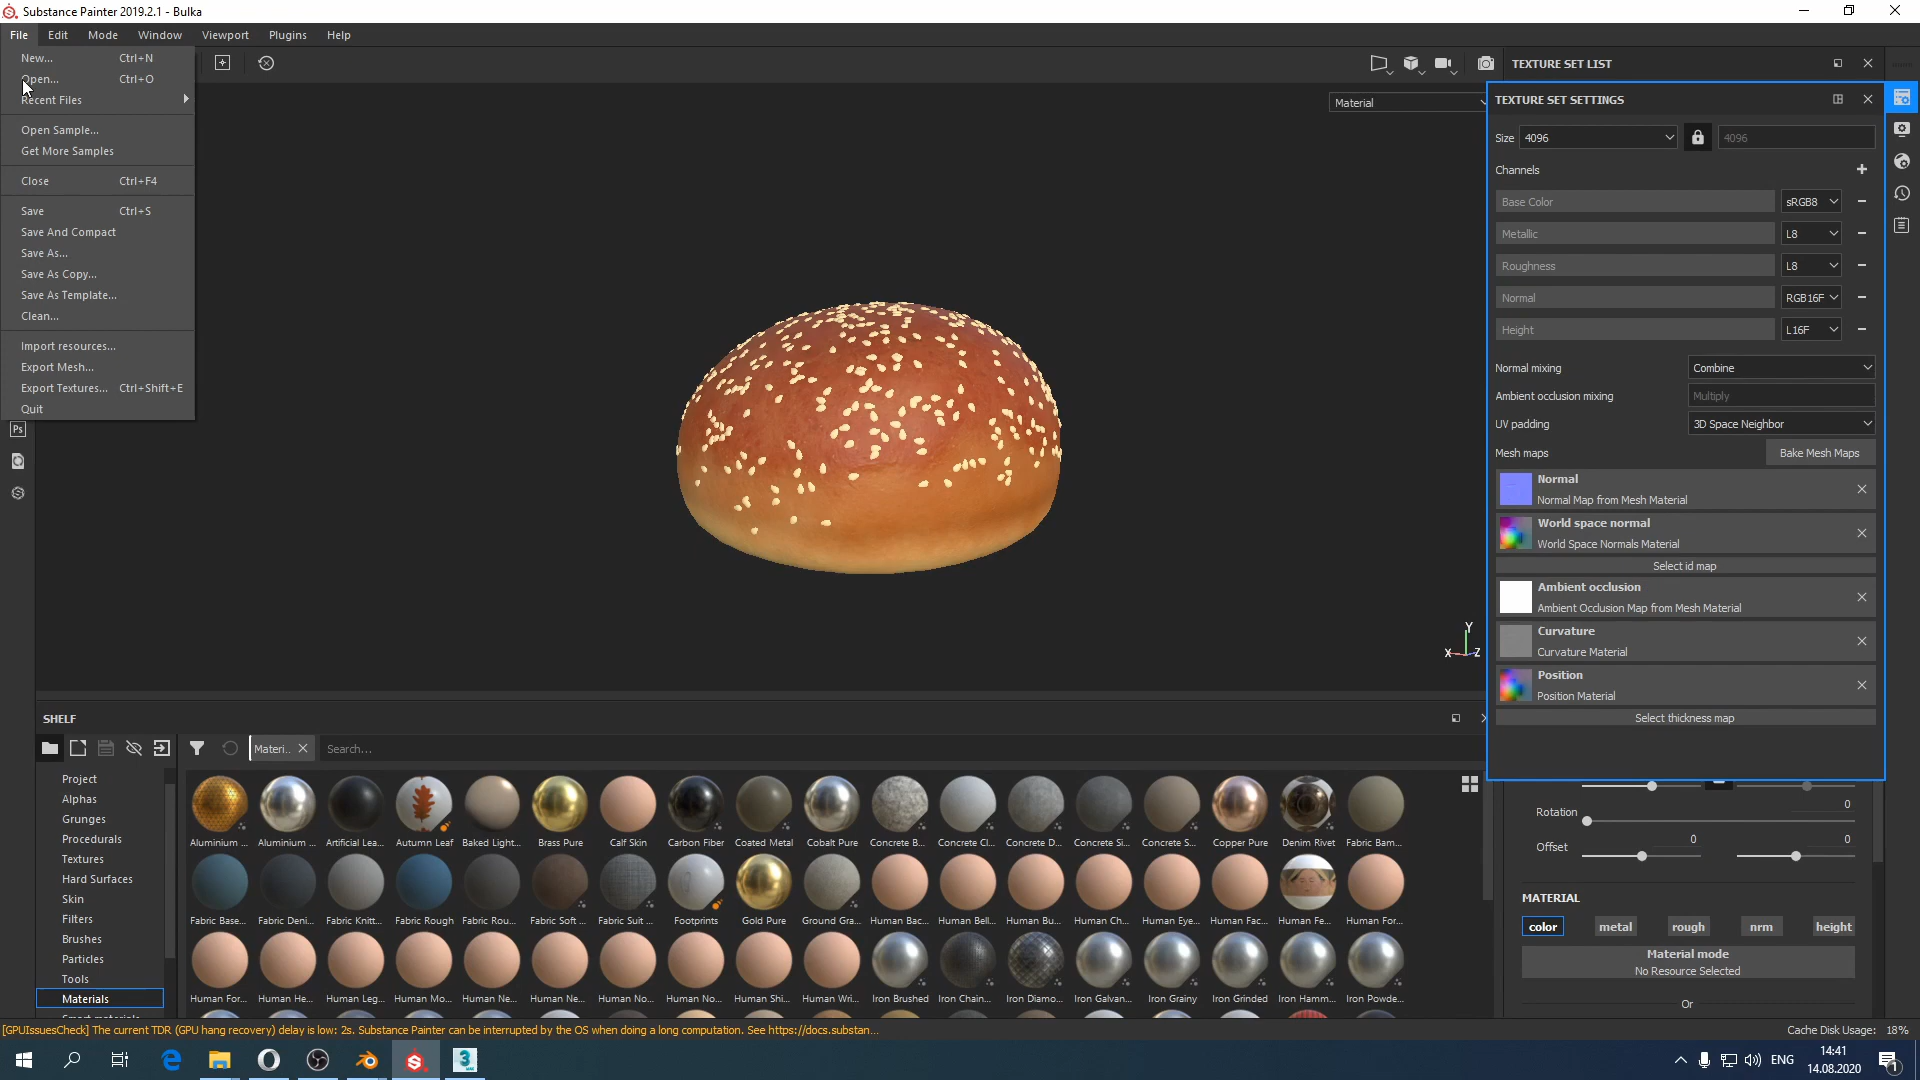 Substance Painter 2019.2.1 - Bulka
File Edit Mode Window Viewport Plugins Help
New... Ctrl+N
Open... Ctrl+O
Recent Files
Open Sample...
Get More Samples
Close Ctrl+F4
Save Ctrl+S
Save And Compact
Save As...
Save As Copy...
Save As Template...
Clean...
Import resources...
Export Mesh...
Export Textures... Ctrl+Shift+E
Quit
Ps
Material
Y
X Z
TEXTURE SET LIST
TEXTURE SET SETTINGS
Size 4096 4096
Channels
Base Color sRGB8
Metallic L8
Roughness L8
Normal RGB16F
Height L16F
Normal mixing Combine
Ambient occlusion mixing Multiply
UV padding 3D Space Neighbor
Mesh maps Bake Mesh Maps
Normal
Normal Map from Mesh Material
World space normal
World Space Normals Material
Select id map
Ambient occlusion
Ambient Occlusion Map from Mesh Material
Curvature
Curvature Material
Position
Position Material
Select thickness map
Rotation 0
Offset 0 0
MATERIAL
color metal rough nrm height
Material mode
No Resource Selected
Or
SHELF
Materi.. Search...
Project
Alphas
Grunges
Procedurals
Textures
Hard Surfaces
Skin
Filters
Brushes
Particles
Tools
Materials
Aluminium ... Aluminium ... Artificial Lea... Autumn Leaf Baked Light... Brass Pure Calf Skin Carbon Fiber Coated Metal Cobalt Pure Concrete B... Concrete Cl... Concrete D... Concrete Si... Concrete S... Copper Pure Denim Rivet Fabric Bam...
Fabric Base... Fabric Deni... Fabric Knitt... Fabric Rough Fabric Rou... Fabric Soft ... Fabric Suit ... Footprints Gold Pure Ground Gra... Human Bac... Human Bell... Human Bu... Human Ch... Human Eye... Human Fac... Human Fe... Human For...
Human For... Human He... Human Leg... Human Mo... Human Ne... Human Ne... Human No... Human No... Human Shi... Human Wri... Iron Brushed Iron Chain... Iron Diamo... Iron Galvan... Iron Grainy Iron Grinded Iron Hamm... Iron Powde...
[GPUIssuesCheck] The current TDR (GPU hang recovery) delay is low: 2s. Substance Painter can be interrupted by the OS when doing a long computation. See https://docs.substan...
Cache Disk Usage: 18%
ENG
14:41
14.08.2020
1